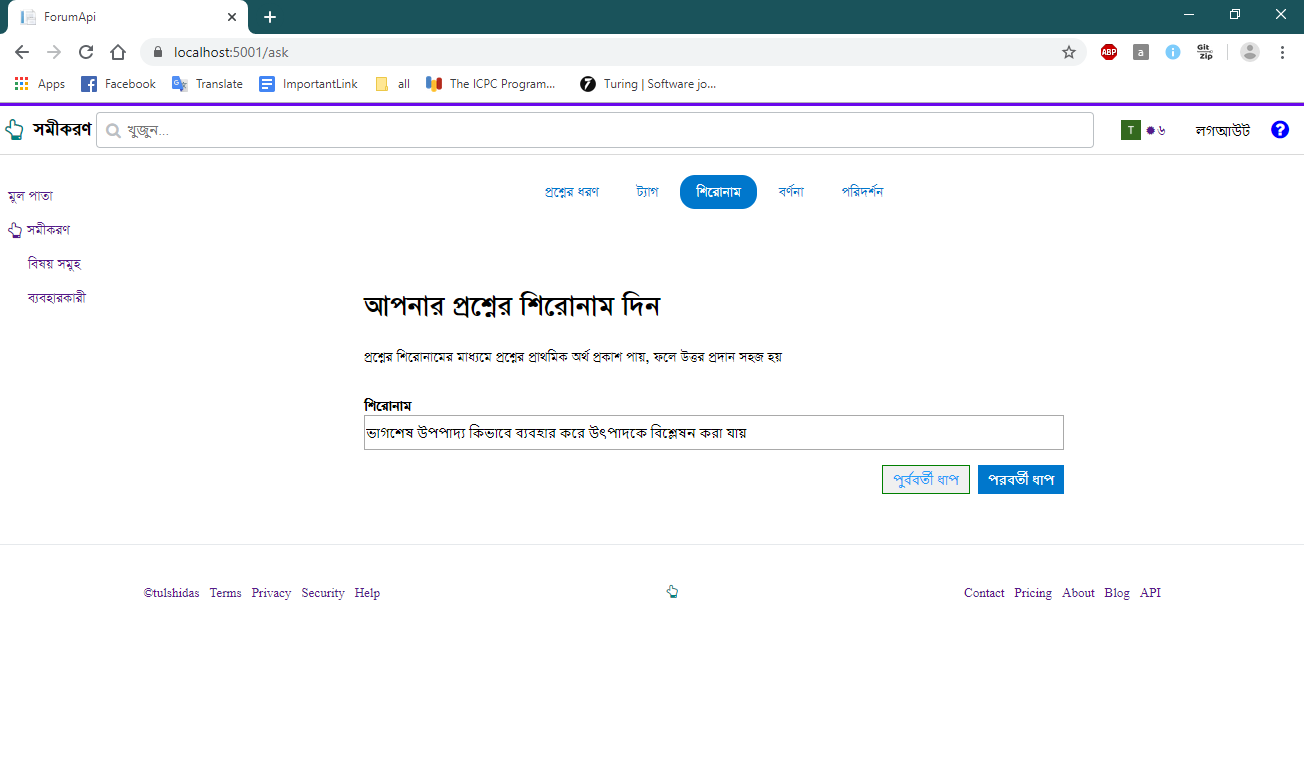 ForumApi
localhost:5001/ask
ABP a i Git Zip
Apps Facebook Translate ImportantLink all The ICPC Program... Turing | Software jo...
সমীকরণ খুজুন... T ৬ লগআউট ?
মুল পাতা
সমীকরণ
বিষয় সমূহ
ব্যবহারকারী
প্রশ্নের ধরণ ট্যাগ শিরোনাম বর্ণনা পরিদর্শন
আপনার প্রশ্নের শিরোনাম দিন
প্রশ্নের শিরোনামের মাধ্যমে প্রশ্নের প্রাথমিক অর্থ প্রকাশ পায়, ফলে উত্তর প্রদান সহজ হয়
শিরোনাম
ভাগশেষ উপপাদ্য কিভাবে ব্যবহার করে উৎপাদকে বিশ্লেষন করা যায়
পুর্ববর্তী ধাপ পরবর্তী ধাপ
©tulshidas Terms Privacy Security Help Contact Pricing About Blog API